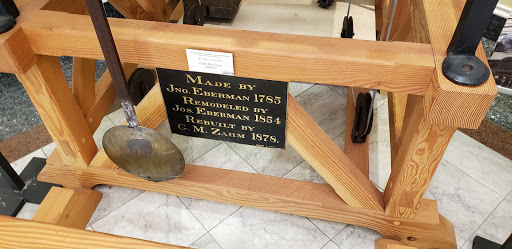 Made by
Jno. Eberman 1785
Remodeled by
Jos. Eberman 1854
Rebuilt by
G. M. Zahm 1878.